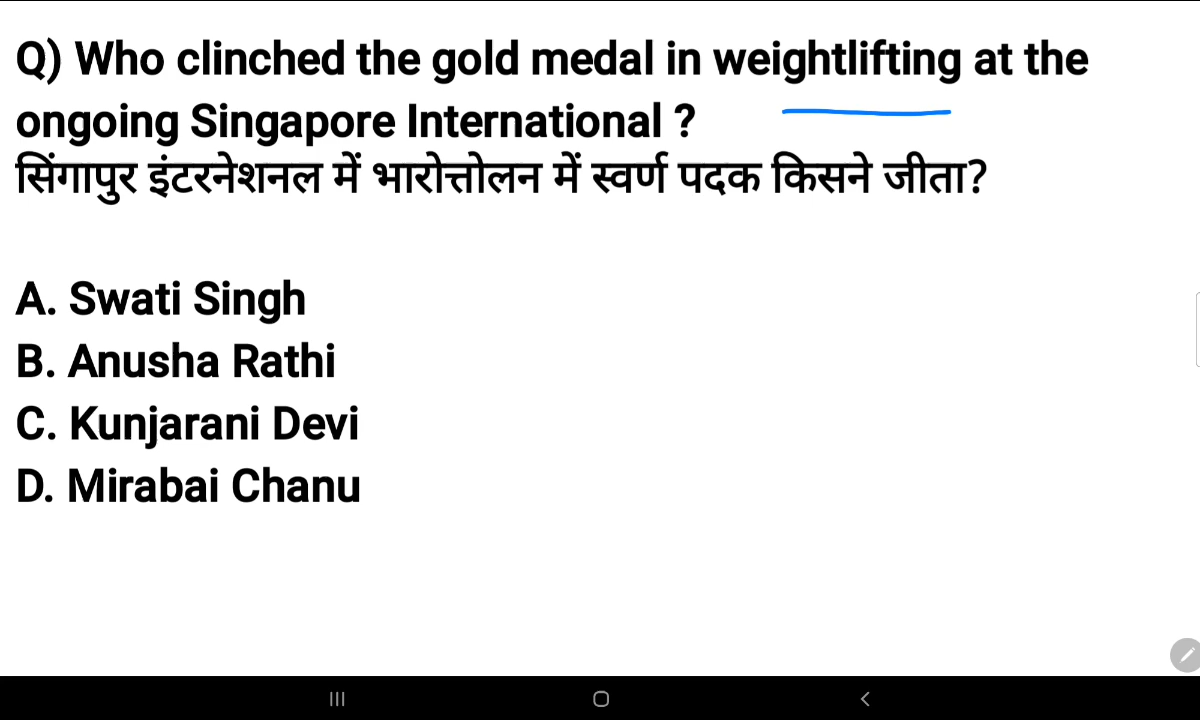 Q) Who clinched the gold medal in weightlifting at the
ongoing Singapore International ?
सिंगापुर इंटरनेशनल में भारोत्तोलन में स्वर्ण पदक किसने जीता?
A. Swati Singh
B. Anusha Rathi
C. Kunjarani Devi
D. Mirabai Chanu